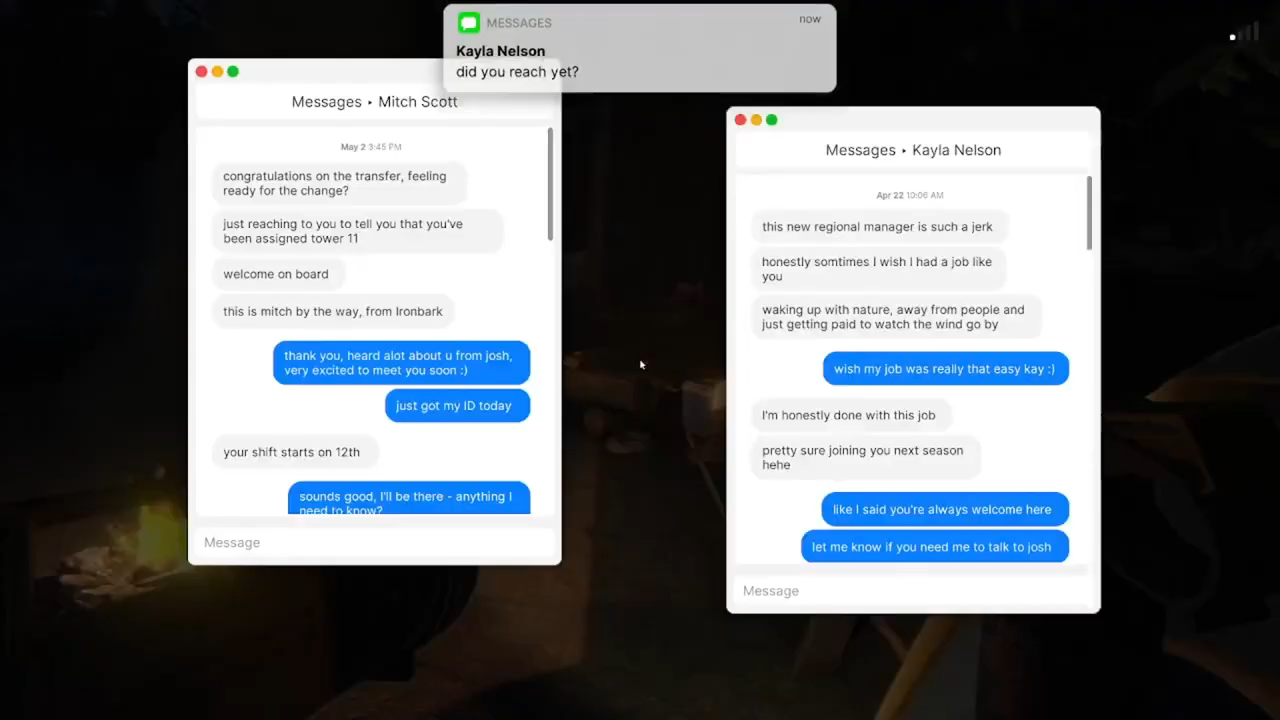 MESSAGES
now
Kayla Nelson
did you reach yet?
Messages ‣ Mitch Scott
May 2 3:45 PM
congratulations on the transfer, feeling
ready for the change?
just reaching to you to tell you that you've
been assigned tower 11
welcome on board
this is mitch by the way, from Ironbark
thank you, heard alot about u from josh,
very excited to meet you soon :)
just got my ID today
your shift starts on 12th
sounds good, I'll be there - anything I
need to know?
Message
Messages ‣ Kayla Nelson
Apr 22 10:06 AM
this new regional manager is such a jerk
honestly somtimes I wish I had a job like
you
waking up with nature, away from people and
just getting paid to watch the wind go by
wish my job was really that easy kay :)
I'm honestly done with this job
pretty sure joining you next season
hehe
like I said you're always welcome here
let me know if you need me to talk to josh
Message